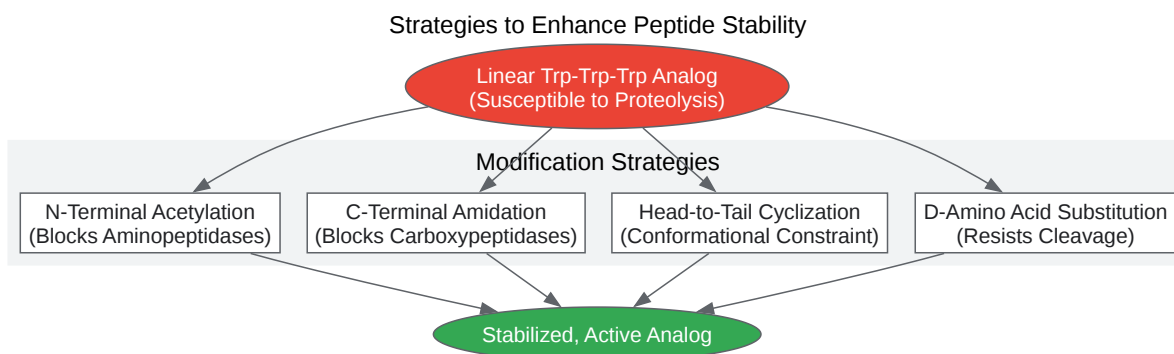 Strategies to Enhance Peptide Stability
Linear Trp-Trp-Trp Analog
(Susceptible to Proteolysis)
Modification Strategies
N-Terminal Acetylation
(Blocks Aminopeptidases)
C-Terminal Amidation
(Blocks Carboxypeptidases)
Head-to-Tail Cyclization
(Conformational Constraint)
D-Amino Acid Substitution
(Resists Cleavage)
Stabilized, Active Analog